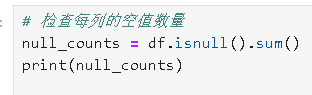 # 检查每列的空值数量
null_counts = df.isnull().sum()
print(null_counts)